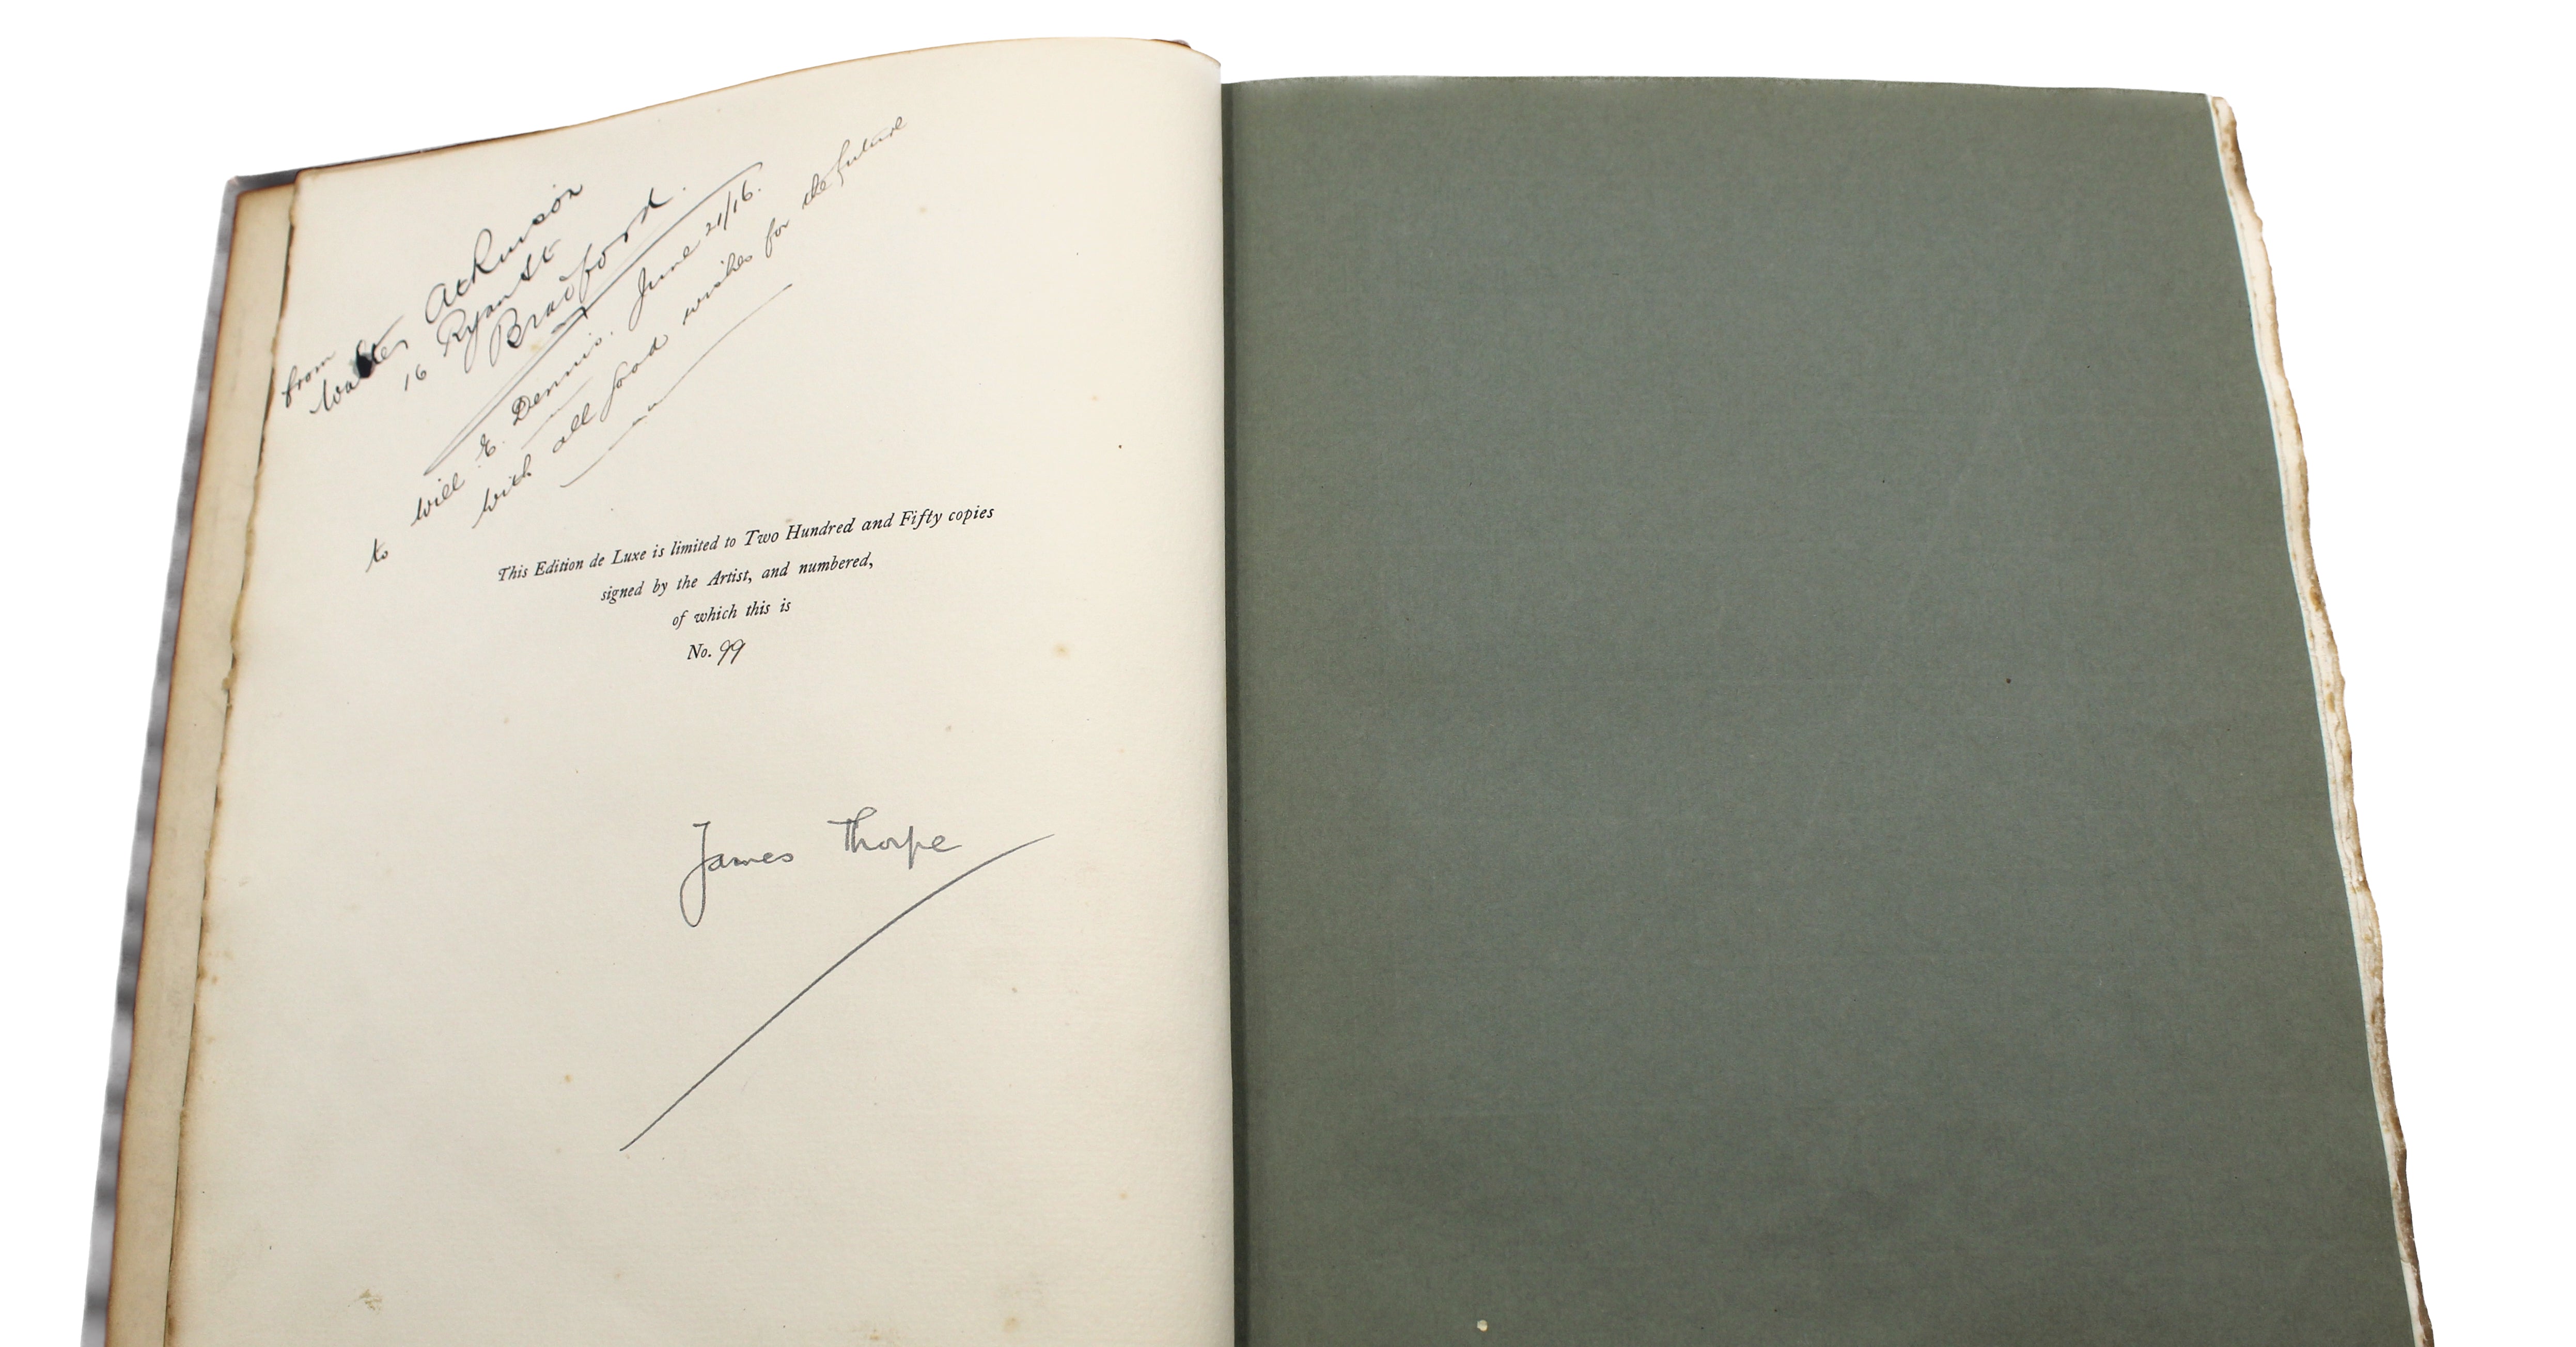 from
Walter Atkinson
16 Ryan St
Bradford.
to Will E. Dennis. June 21/16.
with all good wishes for the future
This Edition de Luxe is limited to Two Hundred and Fifty copies
signed by the Artist, and numbered,
of which this is
No. 99
James Thorpe